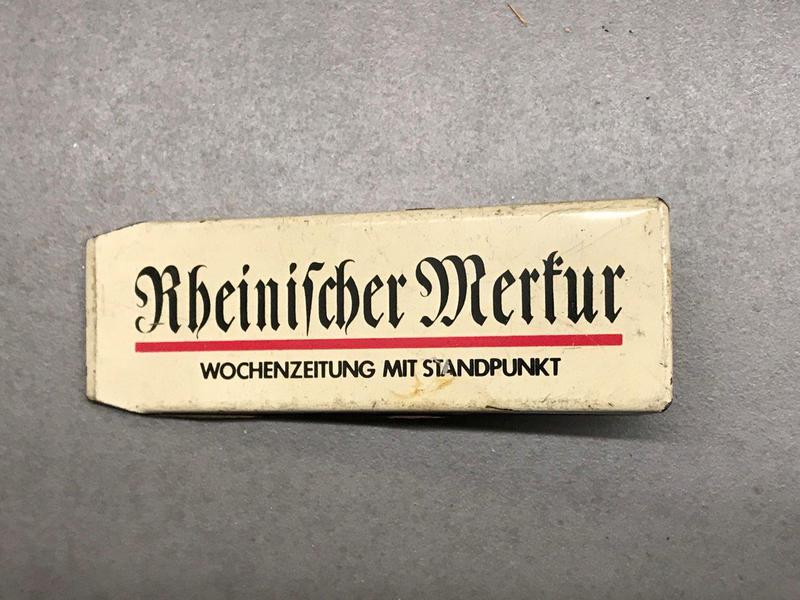 Rheiniſcher Merkur
WOCHENZEITUNG MIT STANDPUNKT